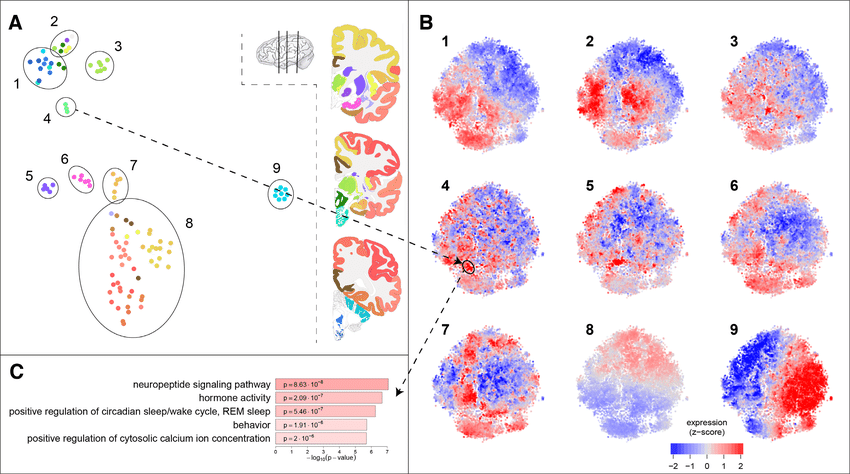 A
2
3
1
4
5
6
7
9
8
B
1
2
3
4
5
6
7
8
9
expression
(z-score)
−2 −1 0 1 2
C
neuropeptide signaling pathway p = 8.63 · 10⁻⁸
hormone activity p = 2.09 · 10⁻⁷
positive regulation of circadian sleep/wake cycle, REM sleep p = 5.46 · 10⁻⁷
behavior p = 1.91 · 10⁻⁶
positive regulation of cytosolic calcium ion concentration p = 2 · 10⁻⁶
0 1 2 3 4 5 6 7
−log₁₀(p − value)